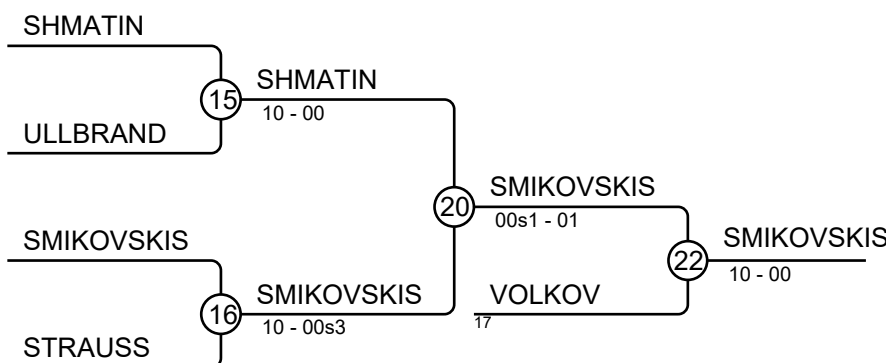 SHMATIN
15
SHMATIN
10 - 00
ULLBRAND
20
SMIKOVSKIS
00s1 - 01
SMIKOVSKIS
16
SMIKOVSKIS
10 - 00s3
STRAUSS
VOLKOV
17
22
SMIKOVSKIS
10 - 00